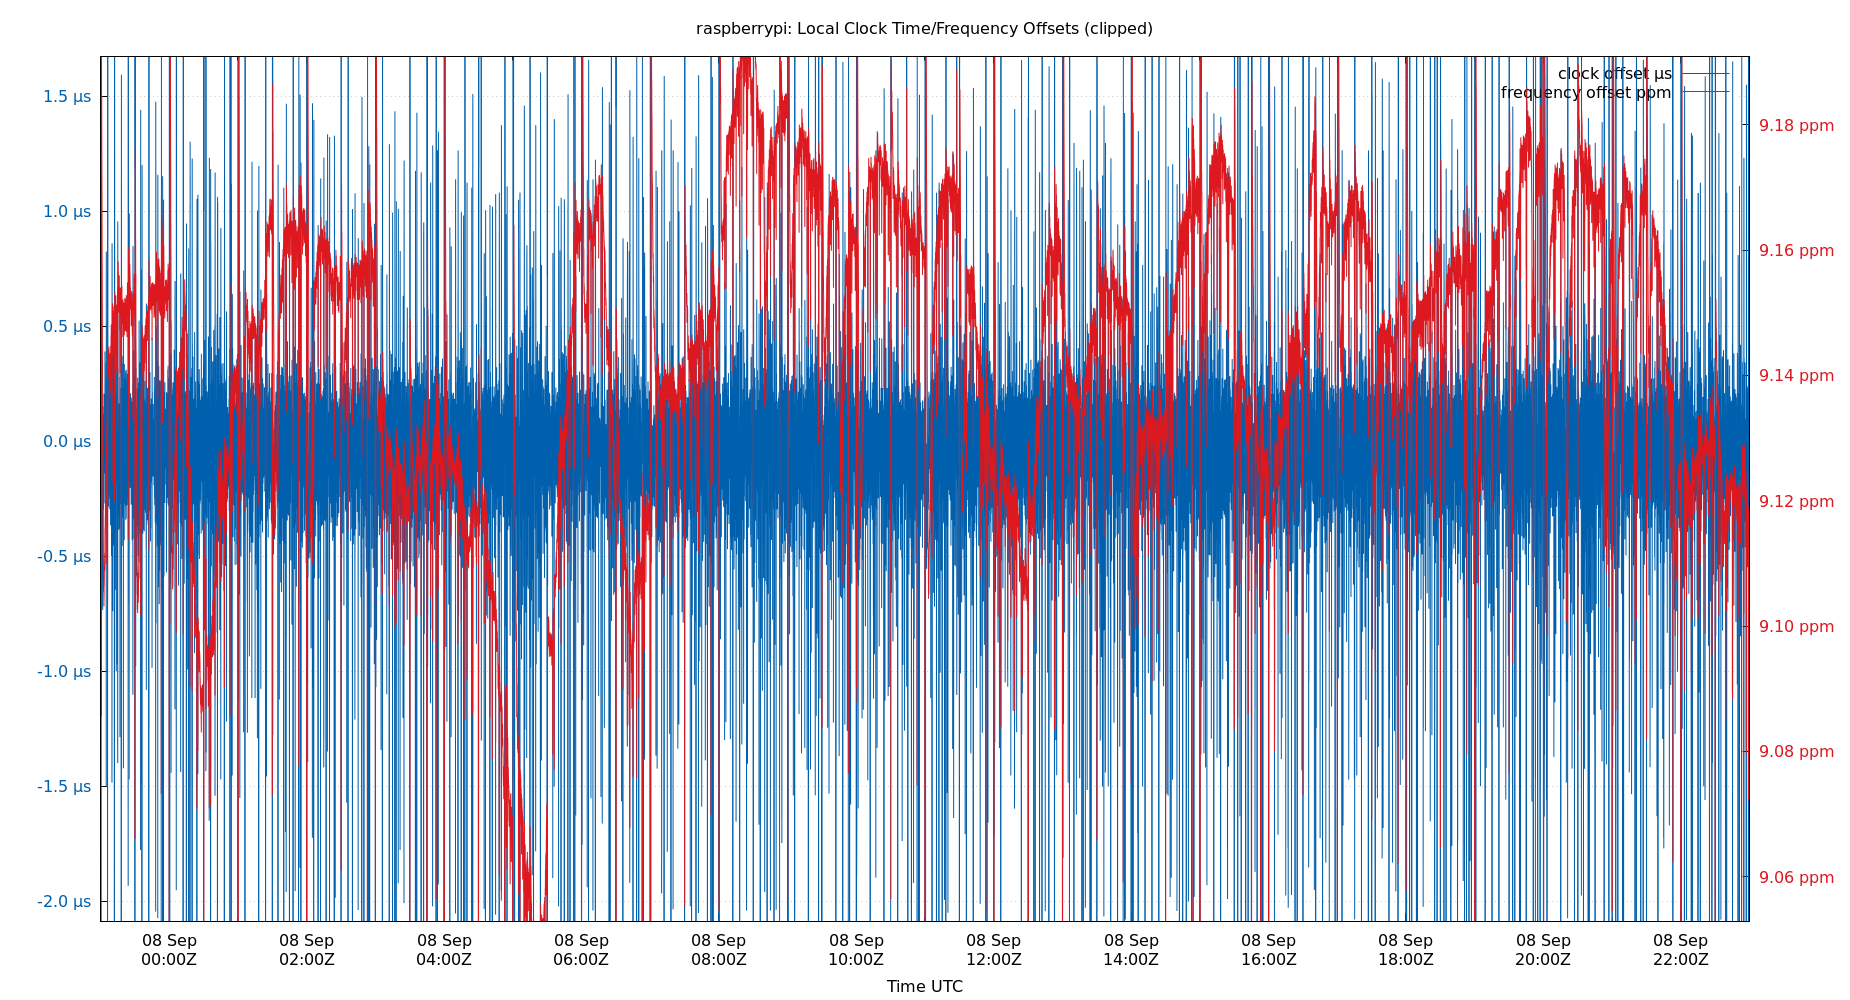 raspberrypi: Local Clock Time/Frequency Offsets (clipped)
clock offset µs
frequency offset ppm
1.5 µs
1.0 µs
0.5 µs
0.0 µs
-0.5 µs
-1.0 µs
-1.5 µs
-2.0 µs
9.18 ppm
9.16 ppm
9.14 ppm
9.12 ppm
9.10 ppm
9.08 ppm
9.06 ppm
08 Sep 08 Sep 08 Sep 08 Sep 08 Sep 08 Sep 08 Sep 08 Sep 08 Sep 08 Sep 08 Sep 08 Sep
00:00Z 02:00Z 04:00Z 06:00Z 08:00Z 10:00Z 12:00Z 14:00Z 16:00Z 18:00Z 20:00Z 22:00Z
Time UTC